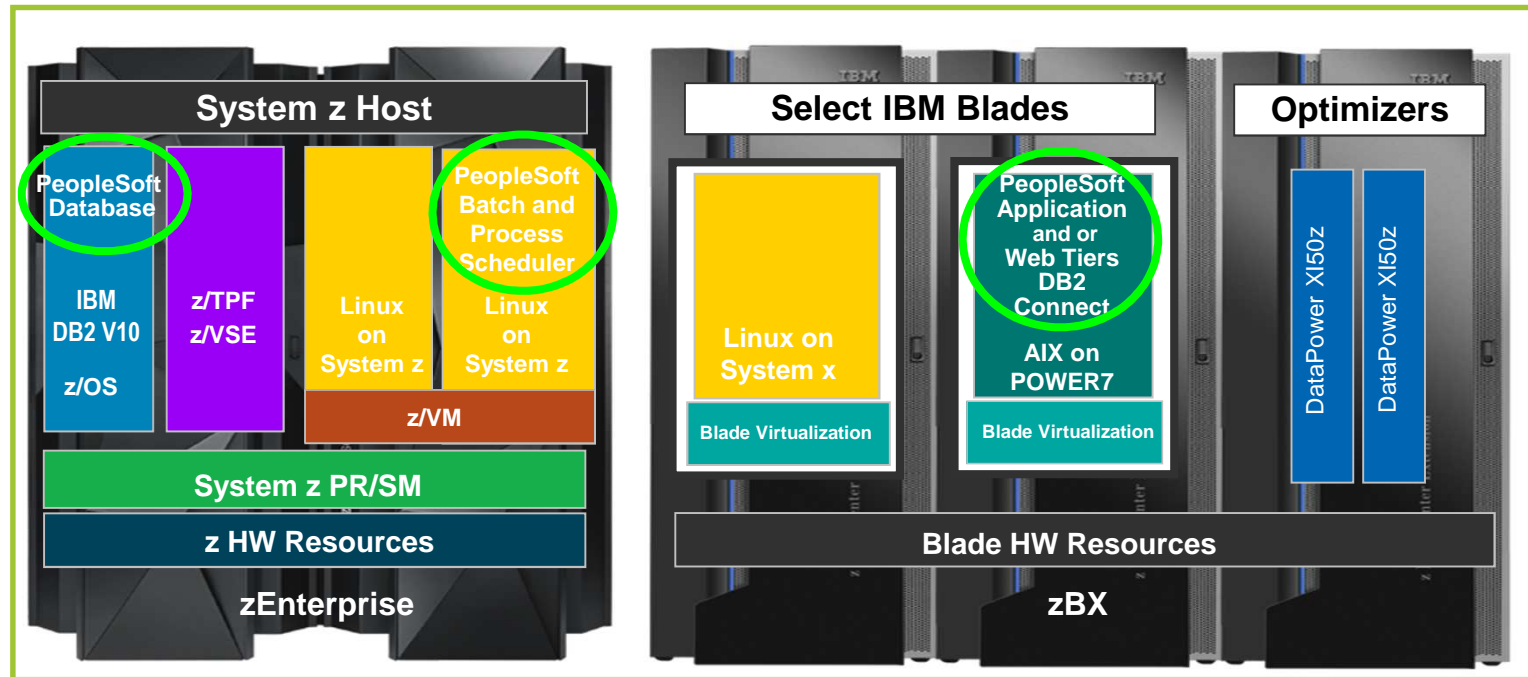 System z Host
PeopleSoft
Database
IBM
DB2 V10
z/OS
z/TPF
z/VSE
Linux
on
System z
PeopleSoft
Batch and
Process
Scheduler
Linux
on
System z
z/VM
System z PR/SM
z HW Resources
zEnterprise
IBM
IBM
IBM
Select IBM Blades
Optimizers
Linux on
System x
Blade Virtualization
PeopleSoft
Application
and or
Web Tiers
DB2
Connect
AIX on
POWER7
Blade Virtualization
DataPower XI50z
DataPower XI50z
Blade HW Resources
zBX